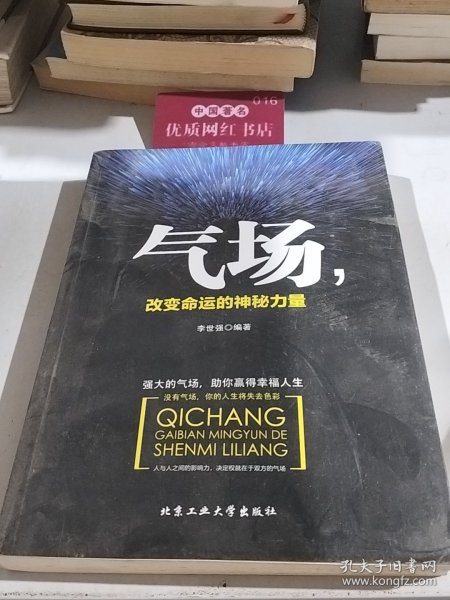 016
中国著名
优质网红书店
气场,
改变命运的神秘力量
李世强◎编著
强大的气场，助你赢得幸福人生
没有气场，你的人生将失去色彩
QICHANG
GAIBIAN MINGYUN DE
SHENMI LILIANG
人与人之间的影响力，决定权就在于双方的气场
北京工业大学出版社
孔夫子旧书网
www.kongfz.com